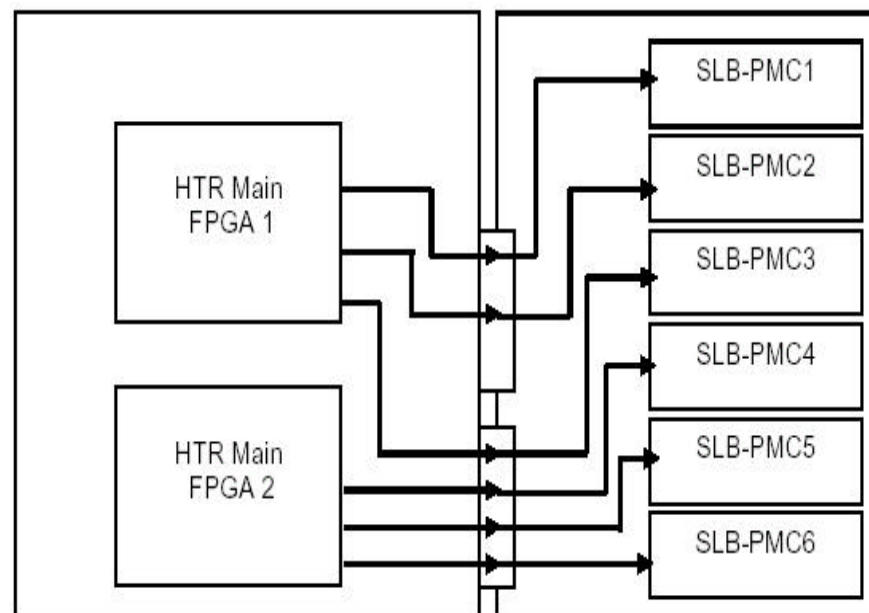 HTR Main
FPGA 1
HTR Main
FPGA 2
SLB-PMC1
SLB-PMC2
SLB-PMC3
SLB-PMC4
SLB-PMC5
SLB-PMC6